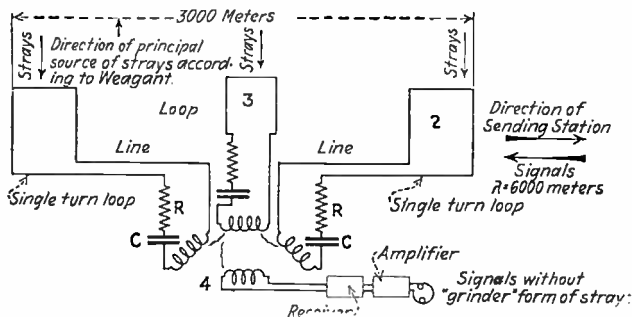 3000 Meters
Strays
Direction of principal
source of strays accord-
ing to Weagant.
Strays
Strays
Loop
3
2
Line
Line
Direction of
Sending Station
Signals
λ=6000 meters
Single turn loop
R
R
Single turn loop
C
C
4
Amplifier
Signals without
"grinder" form of stray
Receiver